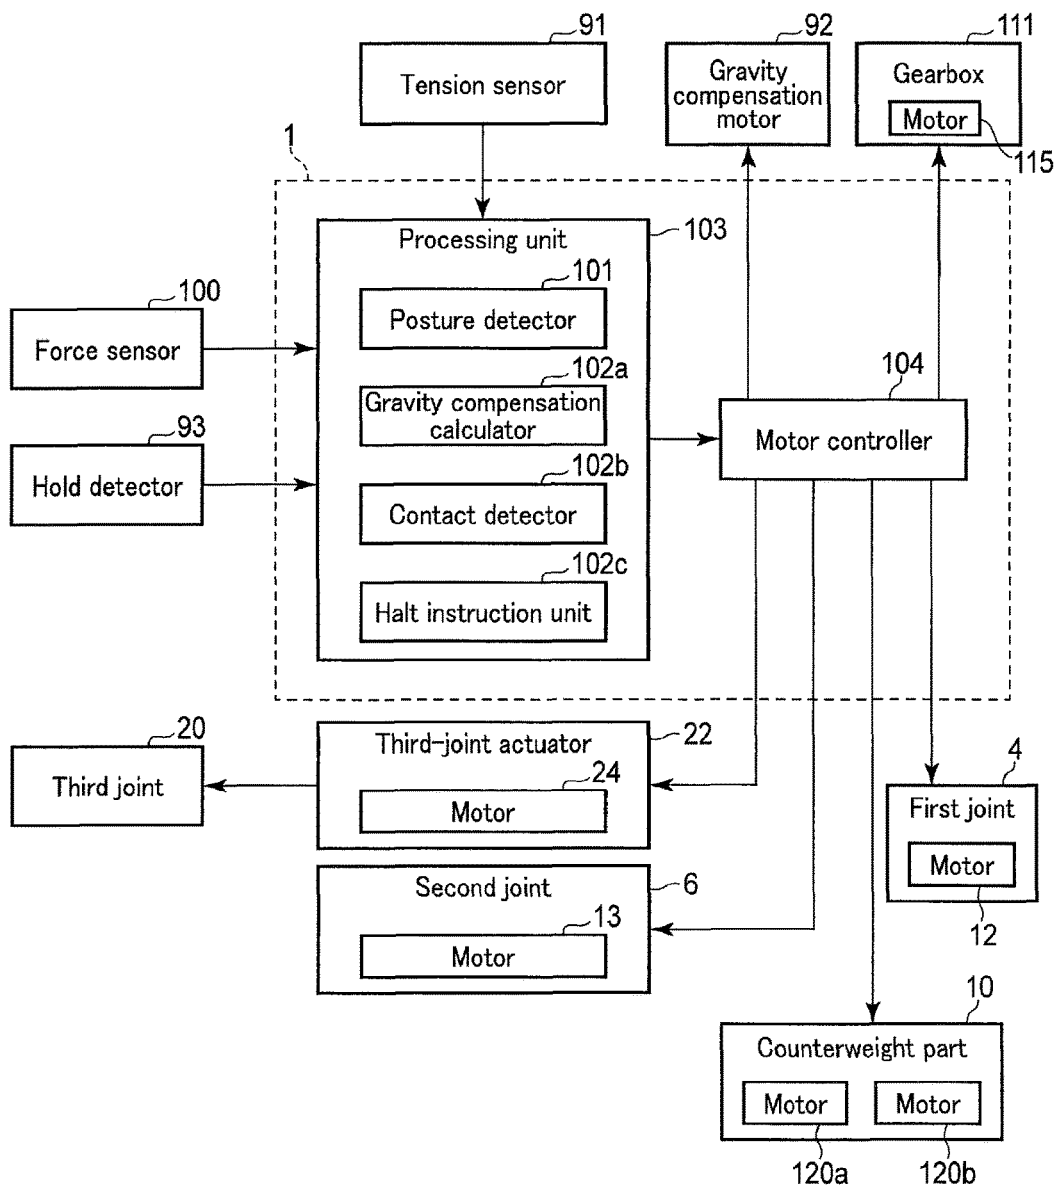 91
Tension sensor
92
Gravity
compensation
motor
111
Gearbox
Motor
115
1
Processing unit
103
101
Posture detector
100
Force sensor
102a
Gravity compensation
calculator
93
Hold detector
102b
Contact detector
102c
Halt instruction unit
104
Motor controller
20
Third joint
Third-joint actuator
22
24
Motor
4
First joint
Motor
12
Second joint
6
13
Motor
10
Counterweight part
Motor
Motor
120a
120b